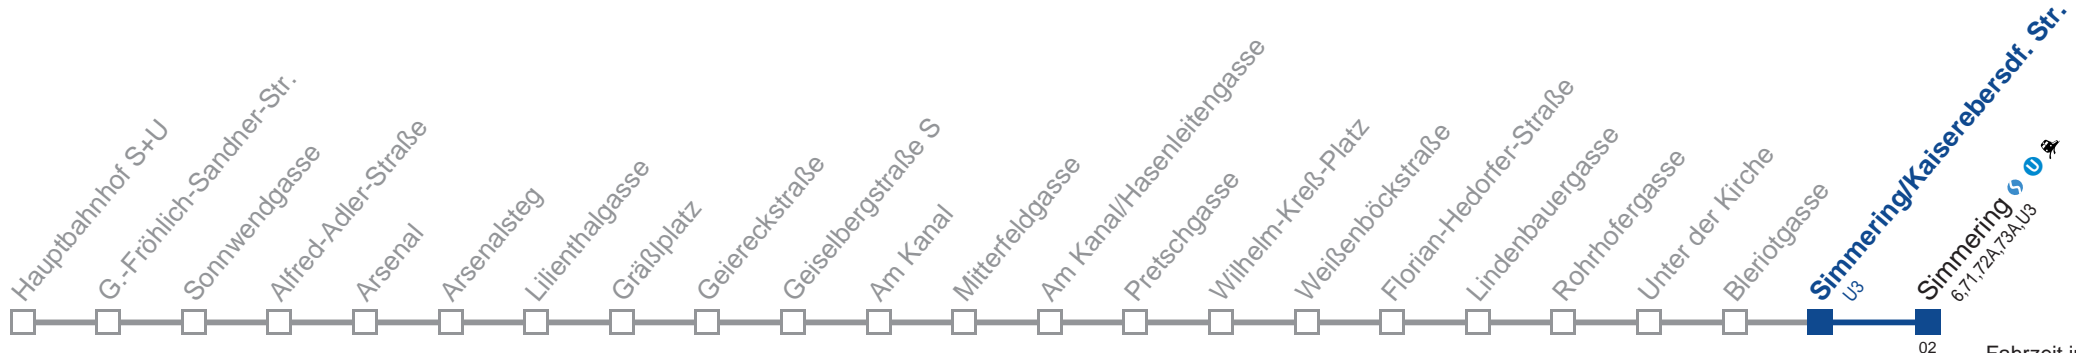 Hauptbahnhof S+U
G.-Fröhlich-Sandner-Str.
Sonnwendgasse
Alfred-Adler-Straße
Arsenal
Arsenalsteg
Lilienthalgasse
Gräßlplatz
Geiereckstraße
Geiselbergstraße S
Am Kanal
Mitterfeldgasse
Am Kanal/Hasenleitengasse
Pretschgasse
Wilhelm-Kreß-Platz
Weißenböckstraße
Florian-Hedorfer-Straße
Lindenbauergasse
Rohrhofergasse
Unter der Kirche
Bleriotgasse
Simmering/Kaiserebersdf. Str.
U3
Simmering S U
6,71,72A,73A,U3
02
Fahrzeit